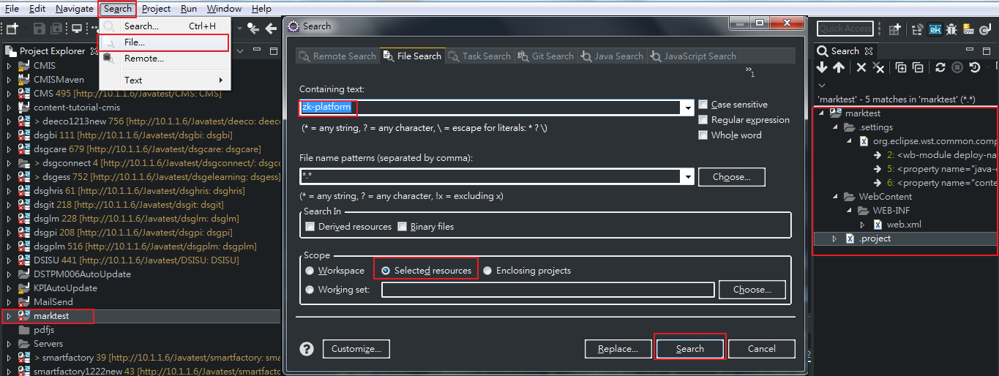 File Edit Navigate Search Project Run Window Help
Search... Ctrl+H
File...
Remote...
Text
Project Explorer
CMIS
CMISMaven
CMS 495 [http://10.1.1.6/Javatest/CMS: CMS]
content-tutorial-cmis
> deeco1213new 756 [http://10.1.1.6/Javatest/deeco: deec
dsgbi 111 [http://10.1.1.6/Javatest/dsgbi: dsgbi]
dsgcare 679 [http://10.1.1.6/Javatest/dsgcare: dsgcare]
> dsgconnect 4 [http://10.1.1.6/Javatest/dsgconnect/: dsgco
> dsgess 752 [http://10.1.1.6/Javatest/dsgelearning: dsgess]
dsghris 61 [http://10.1.1.6/Javatest/dsghris: dsghris]
dsgit 218 [http://10.1.1.6/Javatest/dsgit: dsgit]
dsglm 228 [http://10.1.1.6/Javatest/dsglm: dsglm]
dsgpi 208 [http://10.1.1.6/Javatest/dsgpi: dsgpi]
dsgplm 516 [http://10.1.1.6/Javatest/dsgplm: dsgplm]
DSISU 441 [http://10.1.1.6/Javatest/DSISU: DSISU]
DSTPM006AutoUpdate
KPIAutoUpdate
MailSend
marktest
pdfjs
Servers
> smartfactory 39 [http://10.1.1.6/Javatest/smartfactory: sma
smartfactory1222new 43 [http://10.1.1.6/Javatest/smartfac
Search
Remote Search File Search Task Search Git Search Java Search JavaScript Search
»1
Containing text:
zk-platform
Case sensitive
Regular expression
Whole word
(* = any string, ? = any character, \ = escape for literals: * ? \)
File name patterns (separated by comma):
*.*
Choose...
(* = any string, ? = any character, !x = excluding x)
Search In
Derived resources Binary files
Scope
Workspace Selected resources Enclosing projects
Working set: Choose...
? Customize... Replace... Search Cancel
Quick Access
Search
'marktest' - 5 matches in 'marktest' (*.*)
marktest
.settings
org.eclipse.wst.common.comp
2: <wb-module deploy-na
5: <property name="java-
6: <property name="conte
WebContent
WEB-INF
web.xml
.project